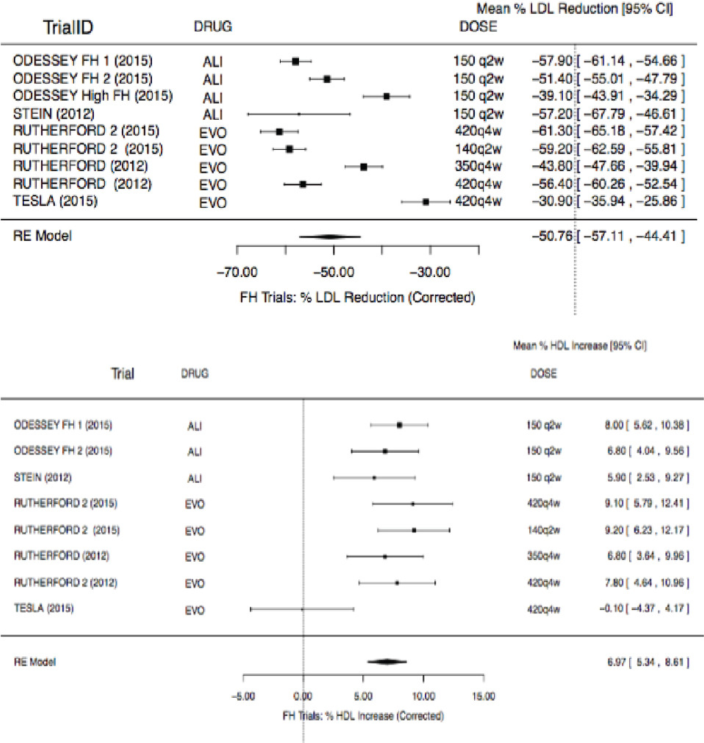 Mean % LDL Reduction [95% CI]
TrialID DRUG DOSE
ODESSEY FH 1 (2015) ALI 150 q2w −57.90 [ −61.14 , −54.66 ]
ODESSEY FH 2 (2015) ALI 150 q2w −51.40 [ −55.01 , −47.79 ]
ODESSEY High FH (2015) ALI 150 q2w −39.10 [ −43.91 , −34.29 ]
STEIN (2012) ALI 150 q2w −57.20 [ −67.79 , −46.61 ]
RUTHERFORD 2 (2015) EVO 420q4w −61.30 [ −65.18 , −57.42 ]
RUTHERFORD 2 (2015) EVO 140q2w −59.20 [ −62.59 , −55.81 ]
RUTHERFORD (2012) EVO 350q4w −43.80 [ −47.66 , −39.94 ]
RUTHERFORD (2012) EVO 420q4w −56.40 [ −60.26 , −52.54 ]
TESLA (2015) EVO 420q4w −30.90 [ −35.94 , −25.86 ]
RE Model −50.76 [ −57.11 , −44.41 ]
−70.00 −50.00 −30.00
FH Trials: % LDL Reduction (Corrected)
Mean % HDL Increase [95% CI]
Trial DRUG DOSE
ODESSEY FH 1 (2015) ALI 150 q2w 8.00 [ 5.62 , 10.38 ]
ODESSEY FH 2 (2015) ALI 150 q2w 6.80 [ 4.04 , 9.56 ]
STEIN (2012) ALI 150 q2w 5.90 [ 2.53 , 9.27 ]
RUTHERFORD 2 (2015) EVO 420q4w 9.10 [ 5.79 , 12.41 ]
RUTHERFORD 2 (2015) EVO 140q2w 9.20 [ 6.23 , 12.17 ]
RUTHERFORD (2012) EVO 350q4w 6.80 [ 3.64 , 9.96 ]
RUTHERFORD 2 (2012) EVO 420q4w 7.80 [ 4.64 , 10.96 ]
TESLA (2015) EVO 420q4w −0.10 [ −4.37 , 4.17 ]
RE Model 6.97 [ 5.34 , 8.61 ]
−5.00 0.00 5.00 10.00 15.00
FH Trials: % HDL Increase (Corrected)